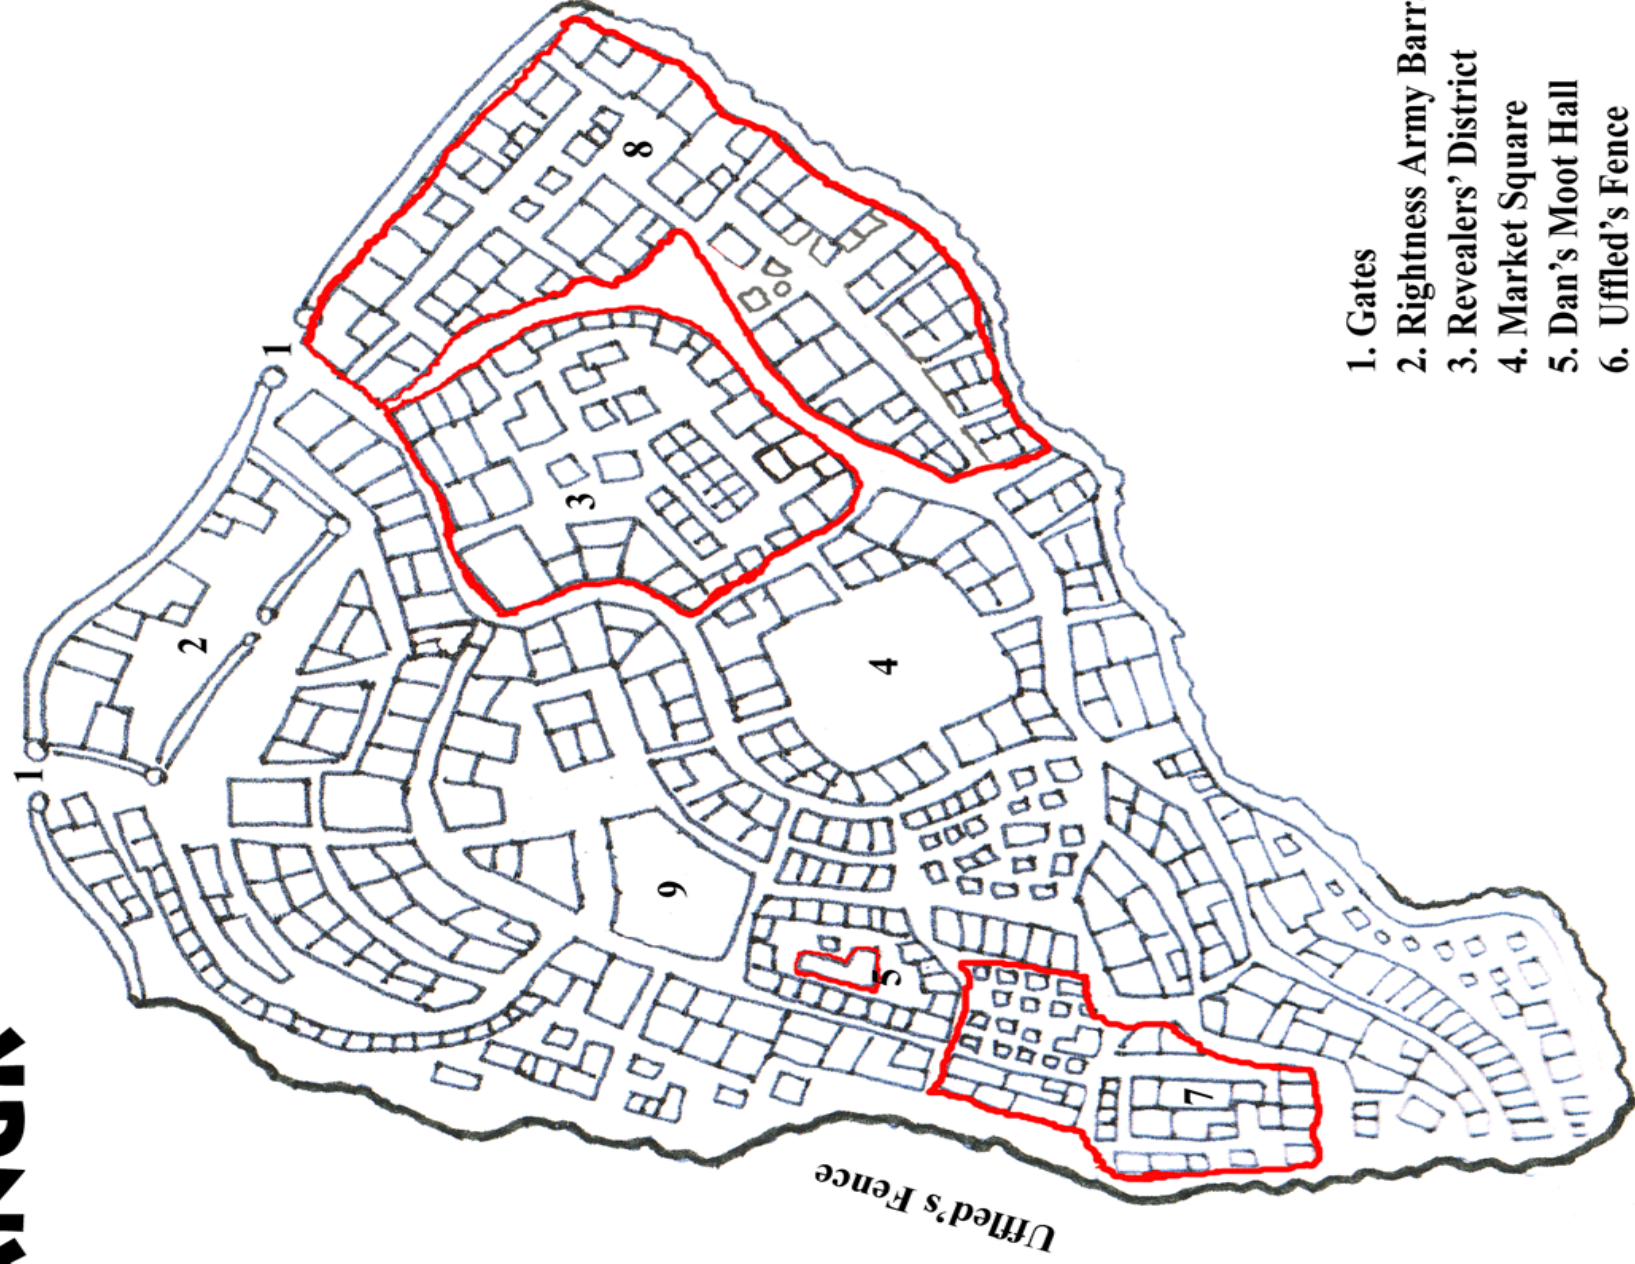 1
8
1
3
2
4
9
5
7
Uffled's Fence
1. Gates
2. Rightness Army Barr
3. Revealers' District
4. Market Square
5. Dan's Moot Hall
6. Uffled's Fence